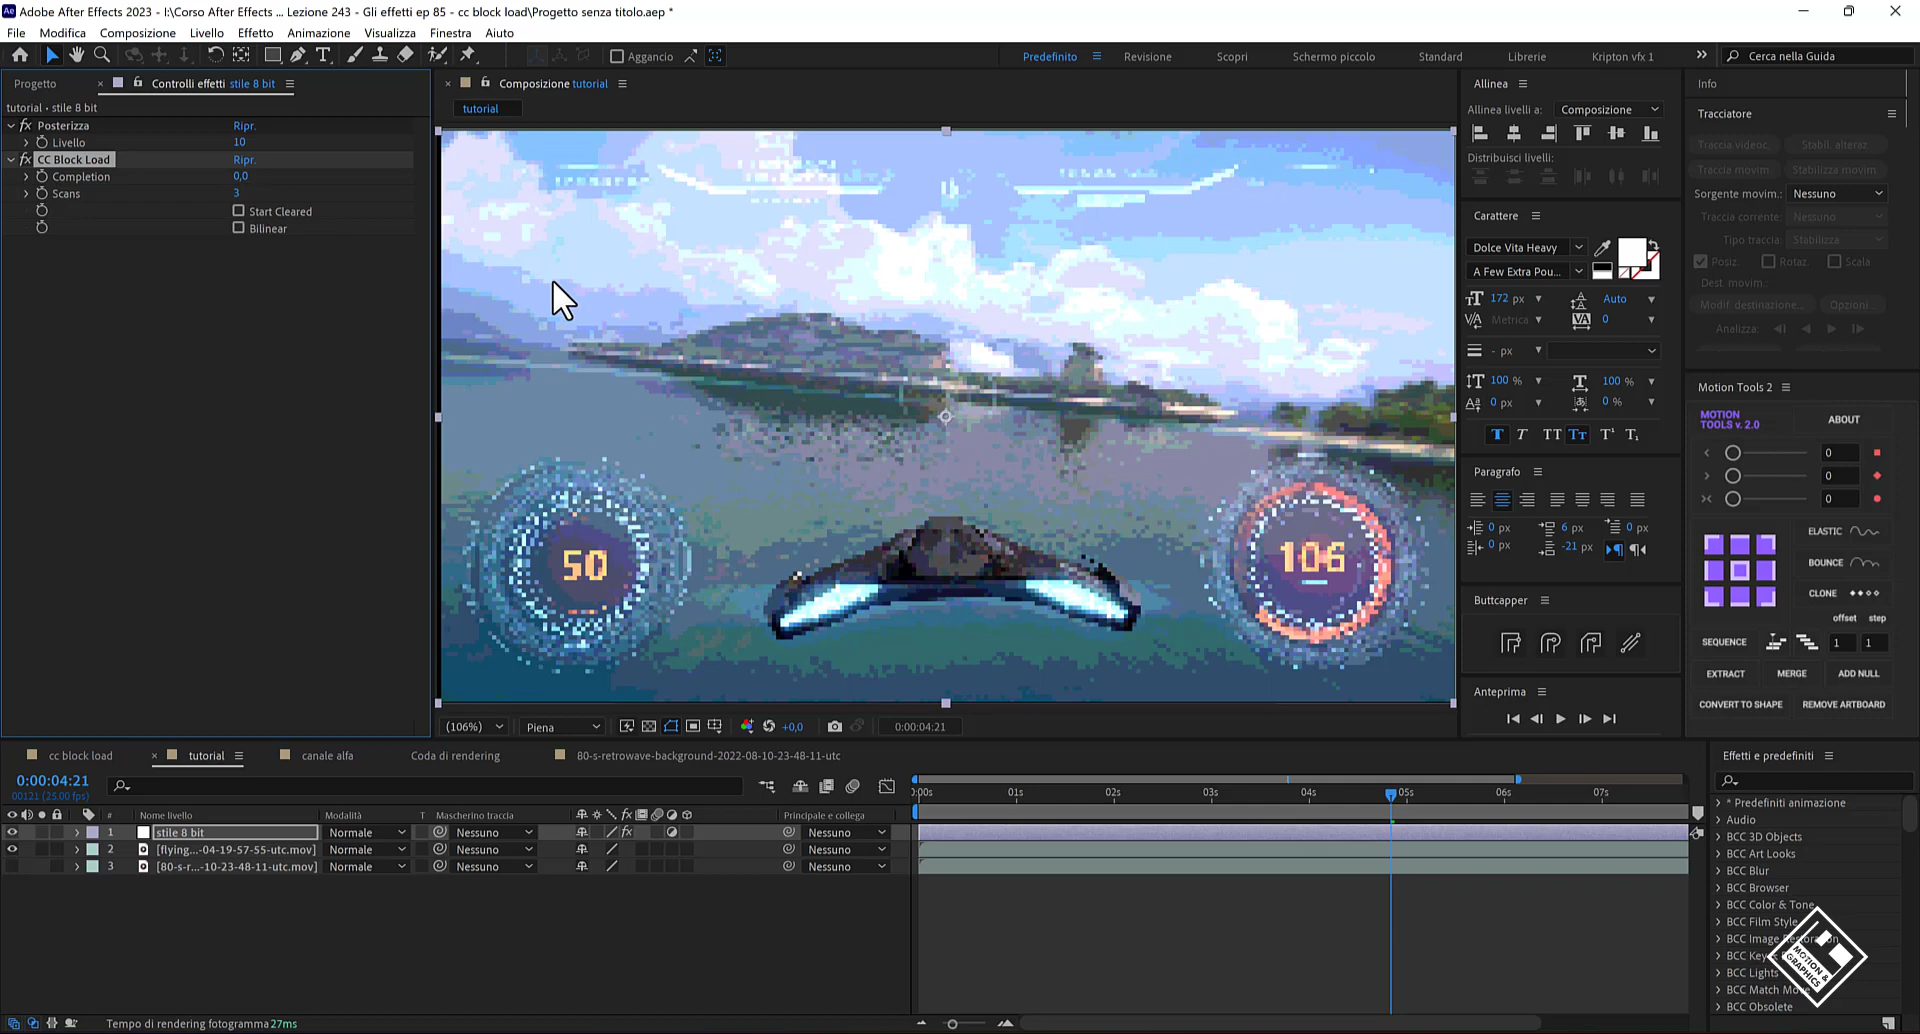 Adobe After Effects 2023 - I:\Corso After Effects ... Lezione 243 - Gli effetti ep 85 - cc block load\Progetto senza titolo.aep *
File Modifica Composizione Livello Effetto Animazione Visualizza Finestra Aiuto
Aggancio
Predefinito Revisione Scopri Schermo piccolo Standard Librerie Kripton vfx 1
Cerca nella Guida
Progetto
Controlli effetti stile 8 bit
tutorial • stile 8 bit
fx Posterizza Ripr.
Livello 10
fx CC Block Load Ripr.
Completion 0,0
Scans 3
Start Cleared
Bilinear
Composizione tutorial
tutorial
50
106
(106%) Piena +0,0 0:00:04:21
Allinea
Allinea livelli a: Composizione
Distribuisci livelli:
Carattere
Dolce Vita Heavy
A Few Extra Pou...
172 px Auto
Metrica 0
- px
100 % 100 %
0 px 0 %
T T TT Tт T¹ T₁
Paragrafo
0 px 6 px 0 px
0 px -21 px
Buttcapper
Anteprima
Info
Tracciatore
Traccia videoc. Stabil. alteraz.
Traccia movim. Stabilizza movim.
Sorgente movim.: Nessuno
Traccia corrente: Nessuno
Tipo traccia: Stabilizza
Posiz. Rotaz. Scala
Dest. movim.:
Modif. destinazione... Opzioni...
Analizza:
Motion Tools 2
MOTION
TOOLS v. 2.0
ABOUT
0
0
0
ELASTIC
BOUNCE
CLONE
offset step
SEQUENCE 1 1
EXTRACT MERGE ADD NULL
CONVERT TO SHAPE REMOVE ARTBOARD
cc block load tutorial canale alfa Coda di rendering 80-s-retrowave-background-2022-08-10-23-48-11-utc
0:00:04:21
00121 (25.00 fps)
# Nome livello Modalità T Mascherino traccia fx Principale e collega
1 stile 8 bit Normale Nessuno fx Nessuno
2 [flying...-04-19-57-55-utc.mov] Normale Nessuno Nessuno
3 [80-s-r...-10-23-48-11-utc.mov] Normale Nessuno Nessuno
):00s 01s 02s 03s 04s 05s 06s 07s
Effetti e predefiniti
* Predefiniti animazione
Audio
BCC 3D Objects
BCC Art Looks
BCC Blur
BCC Browser
BCC Color & Tone
BCC Film Style
BCC Image Restoration
BCC Key
BCC Lights
BCC Match Move
BCC Obsolete
MOTION &
GRAPHICS
Tempo di rendering fotogramma 27ms